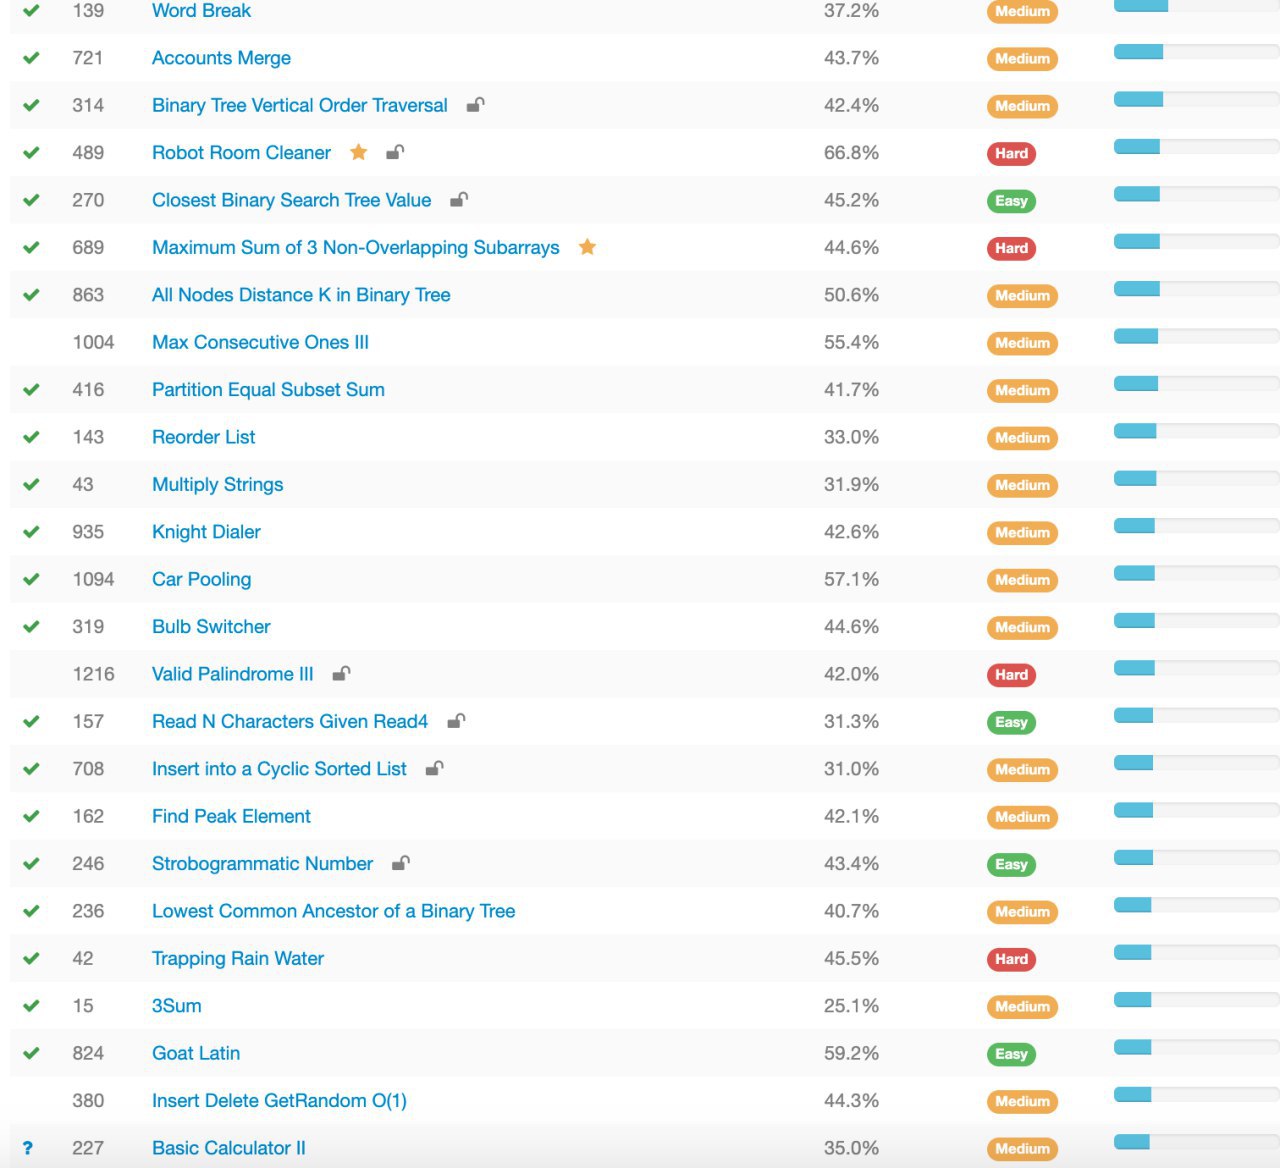 139 Word Break 37.2% Medium
721 Accounts Merge 43.7% Medium
314 Binary Tree Vertical Order Traversal 42.4% Medium
489 Robot Room Cleaner 66.8% Hard
270 Closest Binary Search Tree Value 45.2% Easy
689 Maximum Sum of 3 Non-Overlapping Subarrays 44.6% Hard
863 All Nodes Distance K in Binary Tree 50.6% Medium
1004 Max Consecutive Ones III 55.4% Medium
416 Partition Equal Subset Sum 41.7% Medium
143 Reorder List 33.0% Medium
43 Multiply Strings 31.9% Medium
935 Knight Dialer 42.6% Medium
1094 Car Pooling 57.1% Medium
319 Bulb Switcher 44.6% Medium
1216 Valid Palindrome III 42.0% Hard
157 Read N Characters Given Read4 31.3% Easy
708 Insert into a Cyclic Sorted List 31.0% Medium
162 Find Peak Element 42.1% Medium
246 Strobogrammatic Number 43.4% Easy
236 Lowest Common Ancestor of a Binary Tree 40.7% Medium
42 Trapping Rain Water 45.5% Hard
15 3Sum 25.1% Medium
824 Goat Latin 59.2% Easy
380 Insert Delete GetRandom O(1) 44.3% Medium
? 227 Basic Calculator II 35.0% Medium